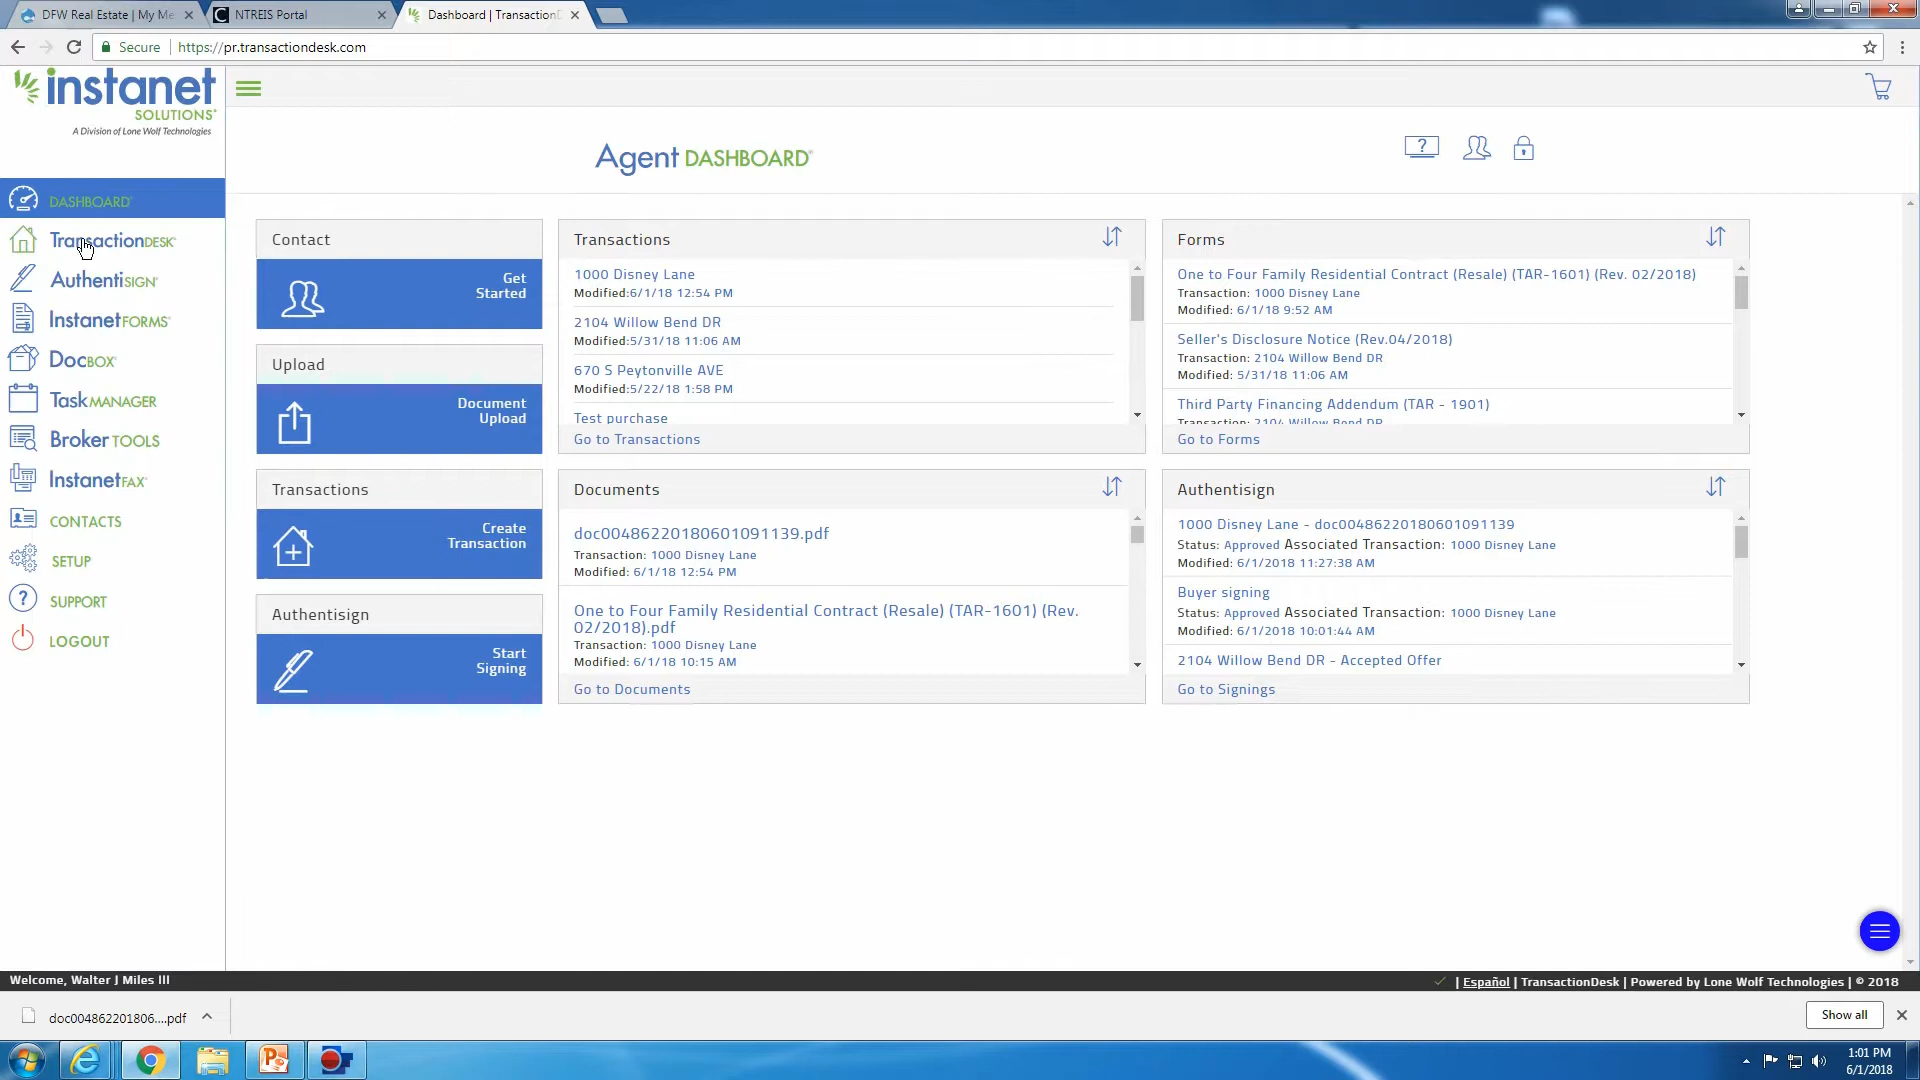 DFW Real Estate | My Me
NTREIS Portal
Dashboard | TransactionD
Secure
https://pr.transactiondesk.com
instanet
SOLUTIONS
A Division of Lone Wolf Technologies
Agent DASHBOARD
DASHBOARD
TransactionDESK
AuthentiSIGN
InstanetFORMS
DocBOX
TaskMANAGER
Broker TOOLS
InstanetFAX
CONTACTS
SETUP
SUPPORT
LOGOUT
Contact
Get
Started
Upload
Document
Upload
Transactions
Create
Transaction
Authentisign
Start
Signing
Transactions
1000 Disney Lane
Modified:6/1/18 12:54 PM
2104 Willow Bend DR
Modified:5/31/18 11:06 AM
670 S Peytonville AVE
Modified:5/22/18 1:58 PM
Test purchase
Go to Transactions
Forms
One to Four Family Residential Contract (Resale) (TAR-1601) (Rev. 02/2018)
Transaction: 1000 Disney Lane
Modified: 6/1/18 9:52 AM
Seller's Disclosure Notice (Rev.04/2018)
Transaction: 2104 Willow Bend DR
Modified: 5/31/18 11:06 AM
Third Party Financing Addendum (TAR - 1901)
Transaction: 2104 Willow Bend DR
Go to Forms
Documents
doc00486220180601091139.pdf
Transaction: 1000 Disney Lane
Modified: 6/1/18 12:54 PM
One to Four Family Residential Contract (Resale) (TAR-1601) (Rev.
02/2018).pdf
Transaction: 1000 Disney Lane
Modified: 6/1/18 10:15 AM
Go to Documents
Authentisign
1000 Disney Lane - doc00486220180601091139
Status: Approved Associated Transaction: 1000 Disney Lane
Modified: 6/1/2018 11:27:38 AM
Buyer signing
Status: Approved Associated Transaction: 1000 Disney Lane
Modified: 6/1/2018 10:01:44 AM
2104 Willow Bend DR - Accepted Offer
Go to Signings
Welcome, Walter J Miles III
| Español | TransactionDesk | Powered by Lone Wolf Technologies | © 2018
doc004862201806....pdf
Show all
1:01 PM
6/1/2018